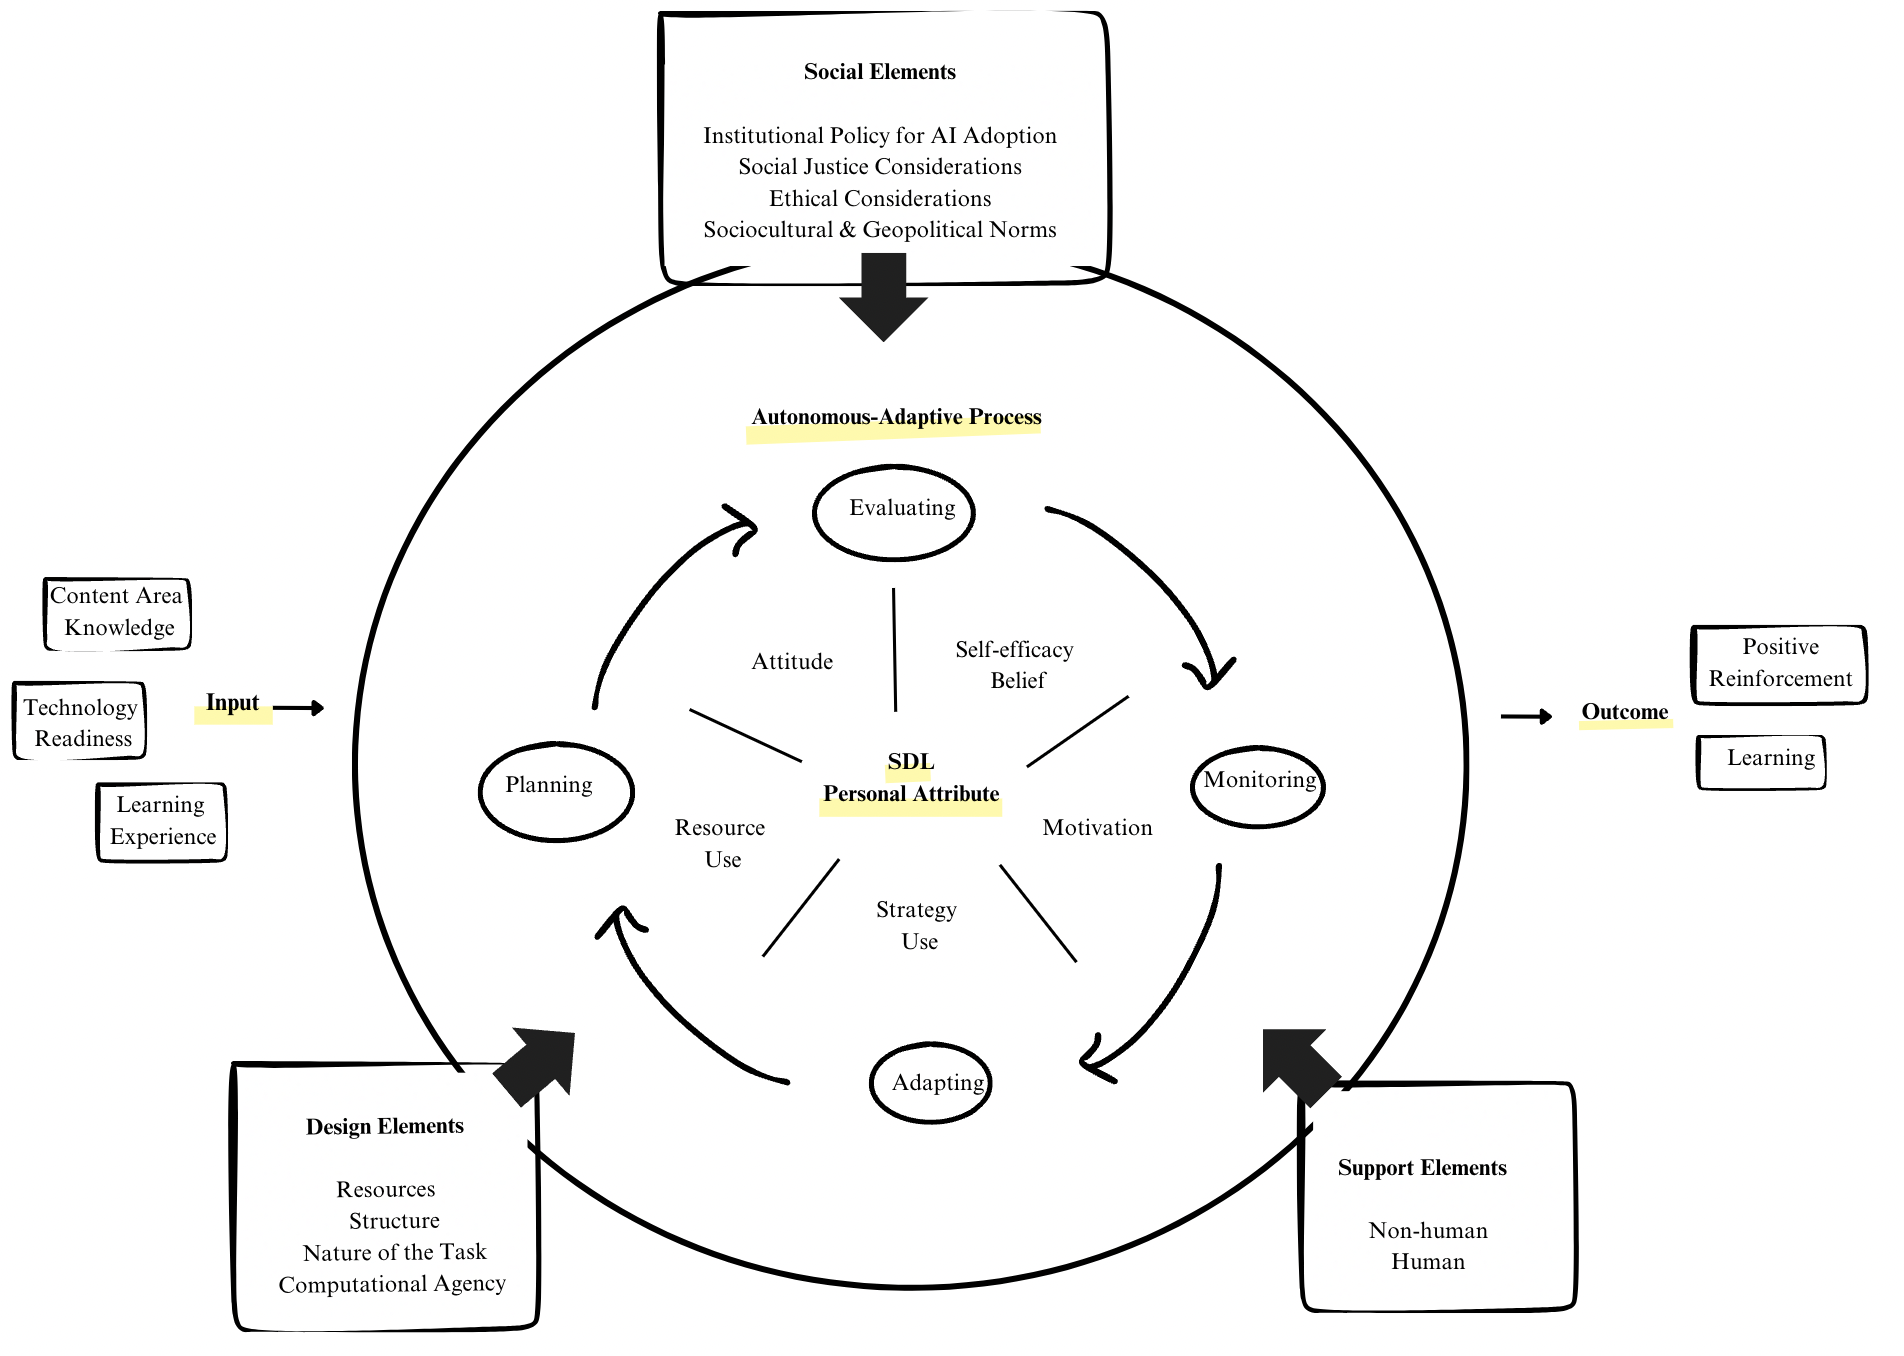 Social Elements
Institutional Policy for AI Adoption
Social Justice Considerations
Ethical Considerations
Sociocultural & Geopolitical Norms
Autonomous-Adaptive Process
Evaluating
Attitude
Self-efficacy
Belief
Content Area
Knowledge
Technology
Readiness
Learning
Experience
Input
Planning
SDL
Personal Attribute
Monitoring
Resource
Use
Motivation
Strategy
Use
Adapting
Outcome
Positive
Reinforcement
Learning
Design Elements
Resources
Structure
Nature of the Task
Computational Agency
Support Elements
Non-human
Human